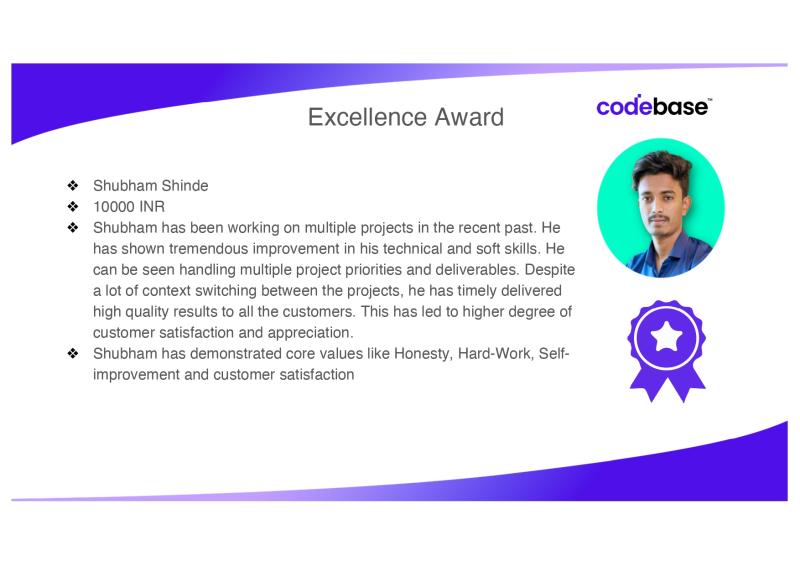 codebase™
Excellence Award
❖ Shubham Shinde
❖ 10000 INR
❖ Shubham has been working on multiple projects in the recent past. He
has shown tremendous improvement in his technical and soft skills. He
can be seen handling multiple project priorities and deliverables. Despite
a lot of context switching between the projects, he has timely delivered
high quality results to all the customers. This has led to higher degree of
customer satisfaction and appreciation.
❖ Shubham has demonstrated core values like Honesty, Hard-Work, Self-
improvement and customer satisfaction